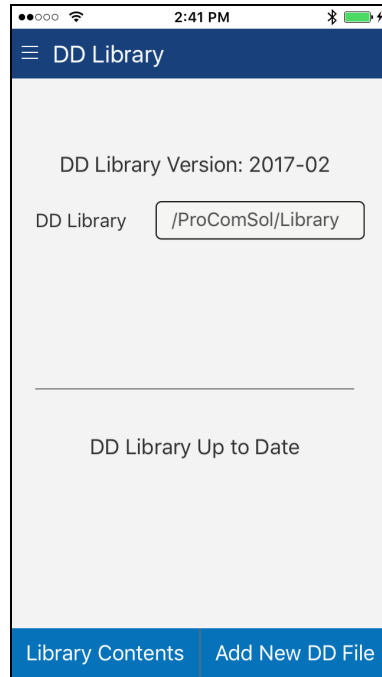 2:41 PM
DD Library
DD Library Version: 2017-02
DD Library /ProComSol/Library
DD Library Up to Date
Library Contents Add New DD File